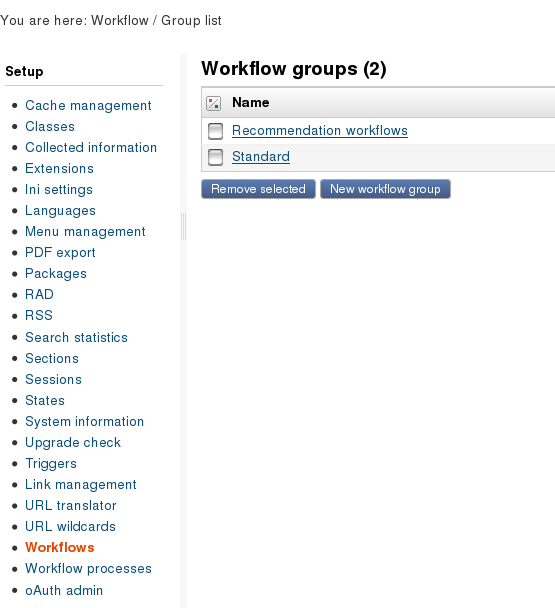 You are here: Workflow / Group list
Setup
Cache management
Classes
Collected information
Extensions
Ini settings
Languages
Menu management
PDF export
Packages
RAD
RSS
Search statistics
Sections
Sessions
States
System information
Upgrade check
Triggers
Link management
URL translator
URL wildcards
Workflows
Workflow processes
oAuth admin
Workflow groups (2)
Name
Recommendation workflows
Standard
Remove selected New workflow group